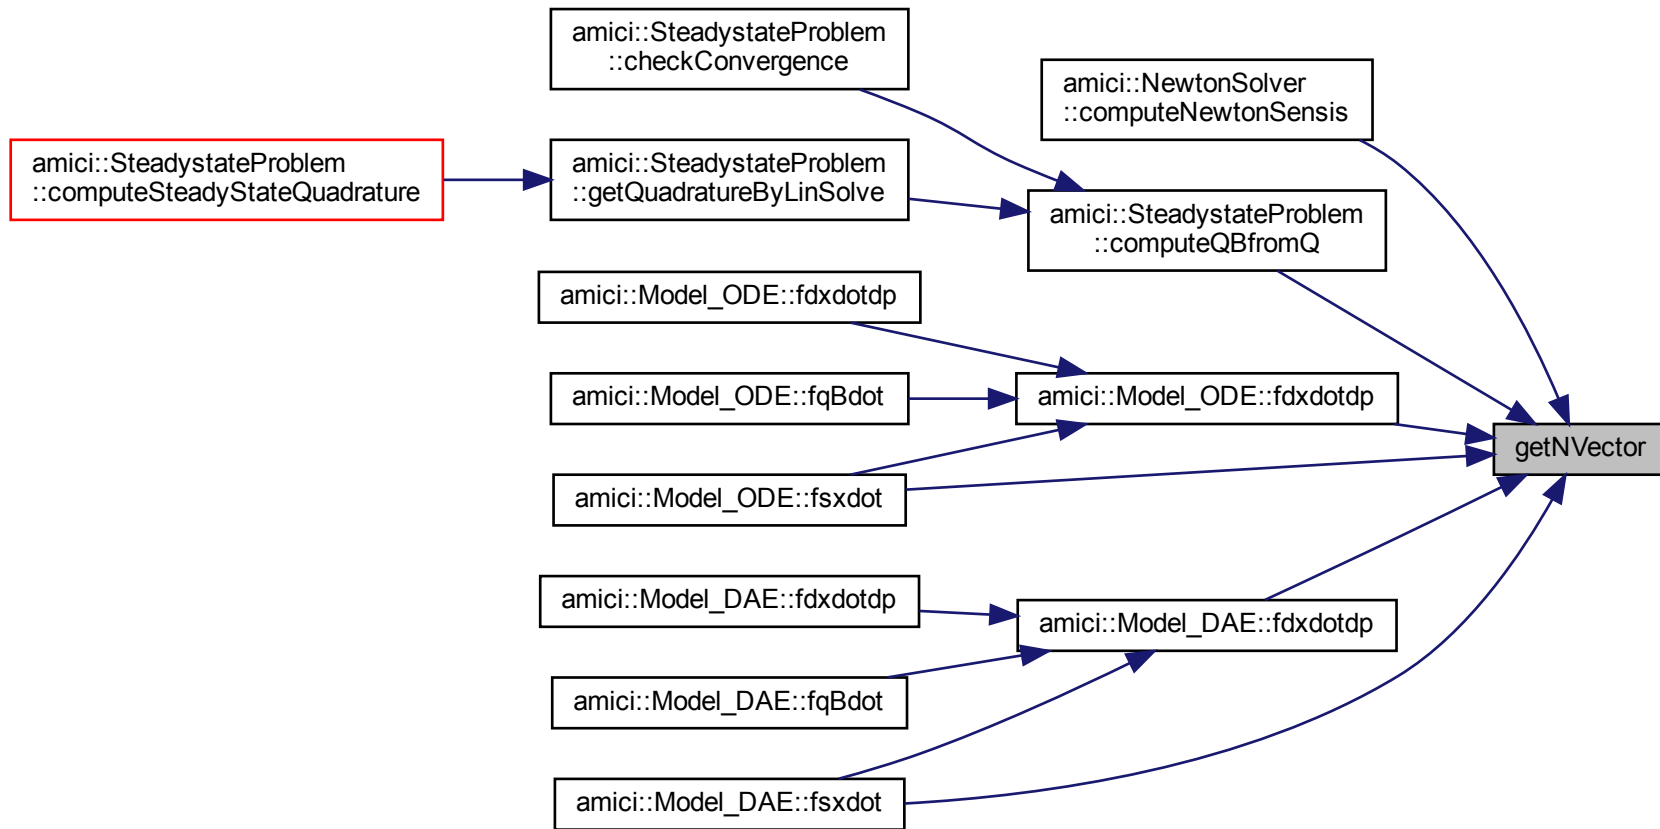 amici::SteadystateProblem
::checkConvergence
amici::NewtonSolver
::computeNewtonSensis
amici::SteadystateProblem
::computeSteadyStateQuadrature
amici::SteadystateProblem
::getQuadratureByLinSolve
amici::SteadystateProblem
::computeQBfromQ
amici::Model_ODE::fdxdotdp
amici::Model_ODE::fqBdot
amici::Model_ODE::fdxdotdp
getNVector
amici::Model_ODE::fsxdot
amici::Model_DAE::fdxdotdp
amici::Model_DAE::fdxdotdp
amici::Model_DAE::fqBdot
amici::Model_DAE::fsxdot